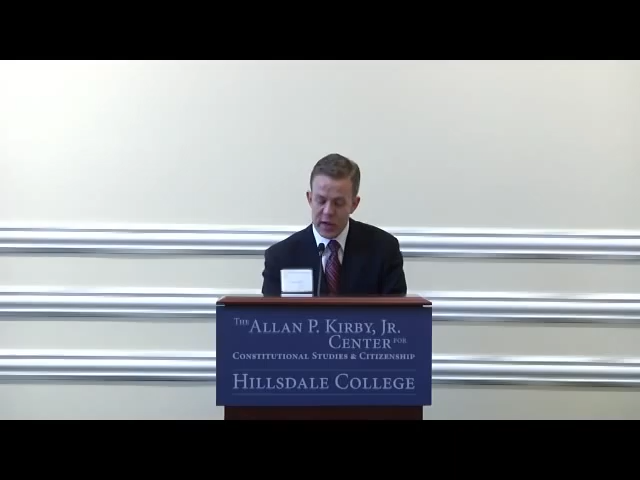 THE ALLAN P. KIRBY, JR.
CENTER FOR
CONSTITUTIONAL STUDIES & CITIZENSHIP
HILLSDALE COLLEGE